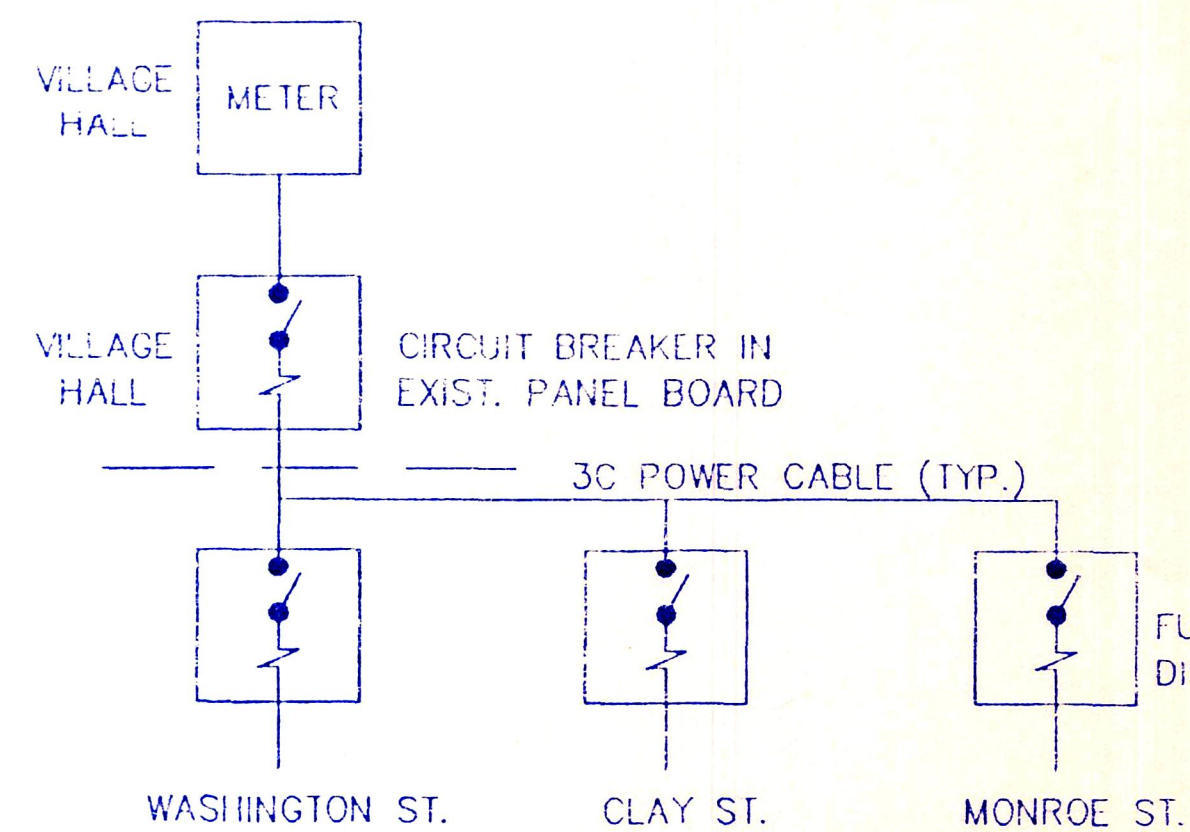 VILLAGE
HALL
METER
VILLAGE
HALL
CIRCUIT BREAKER IN
EXIST. PANEL BOARD
3C POWER CABLE (TYP.)
WASHINGTON ST.
CLAY ST.
MONROE ST.